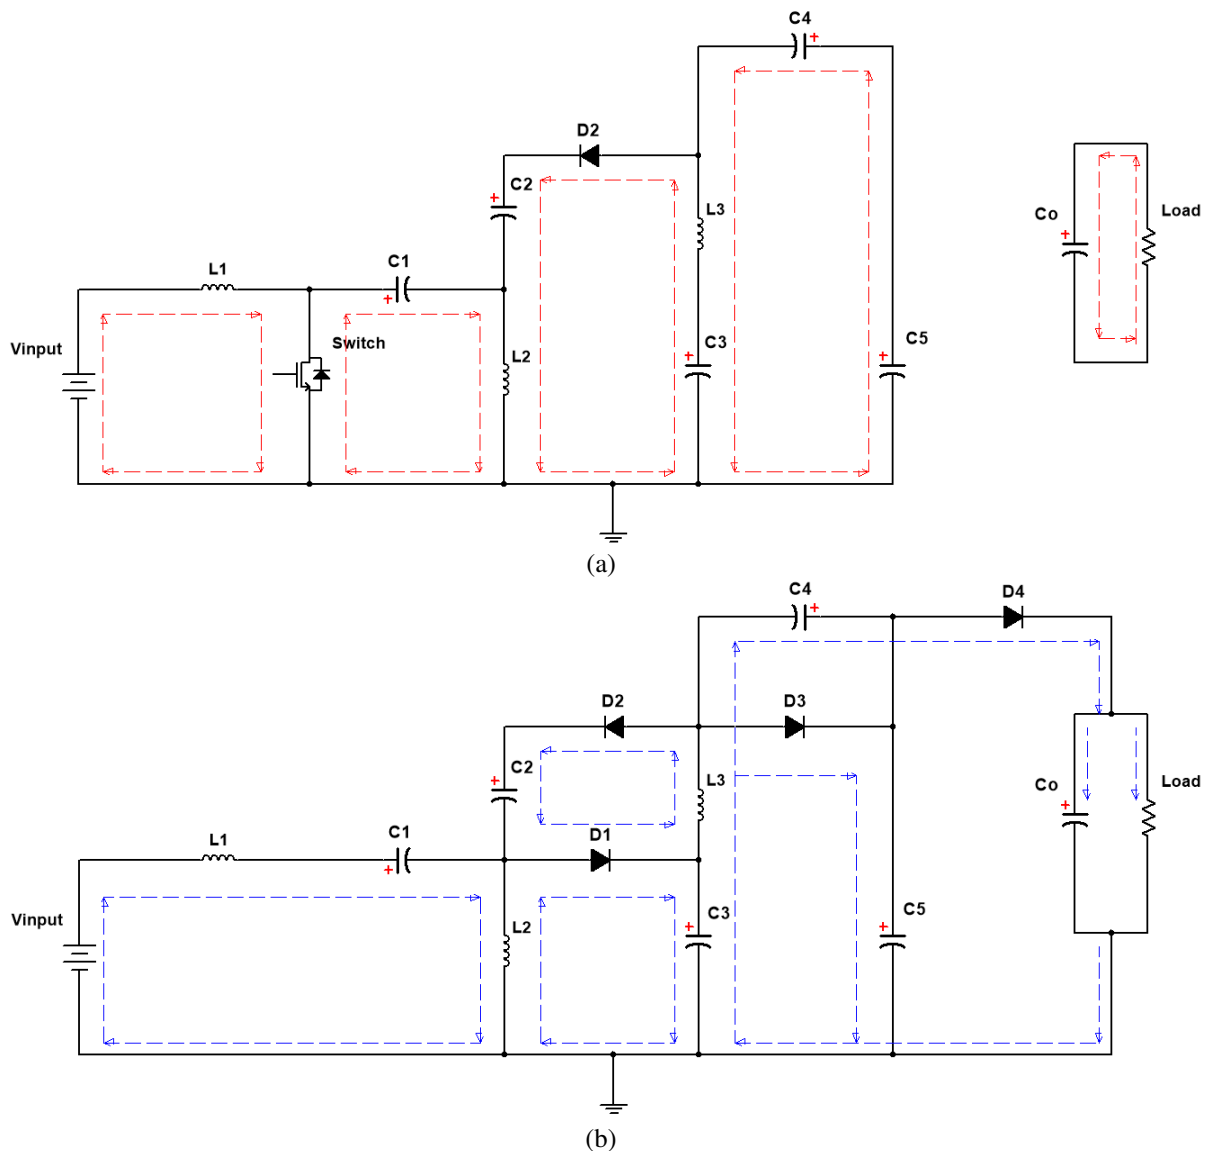 C4
+
D2
C2
+
L3
Co
+
Load
L1
C1
+
Switch
Vinput
L2
C3
+
C5
+
(a)
C4
+
D4
D2
D3
C2
+
L3
Co
+
Load
L1
C1
+
D1
Vinput
L2
C3
+
C5
+
(b)